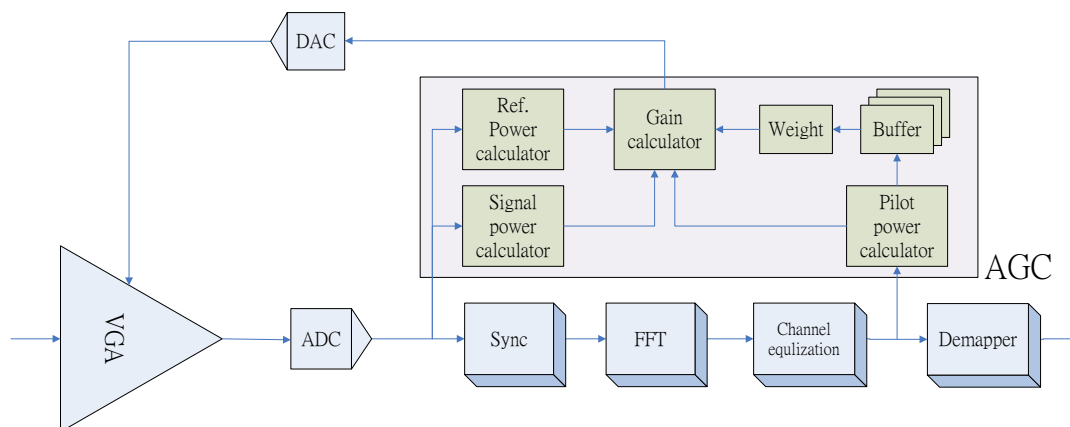 DAC
Ref.
Power
calculator
Gain
calculator
Weight
Buffer
Signal
power
calculator
Pilot
power
calculator
AGC
VGA
ADC
Sync
FFT
Channel
equlization
Demapper